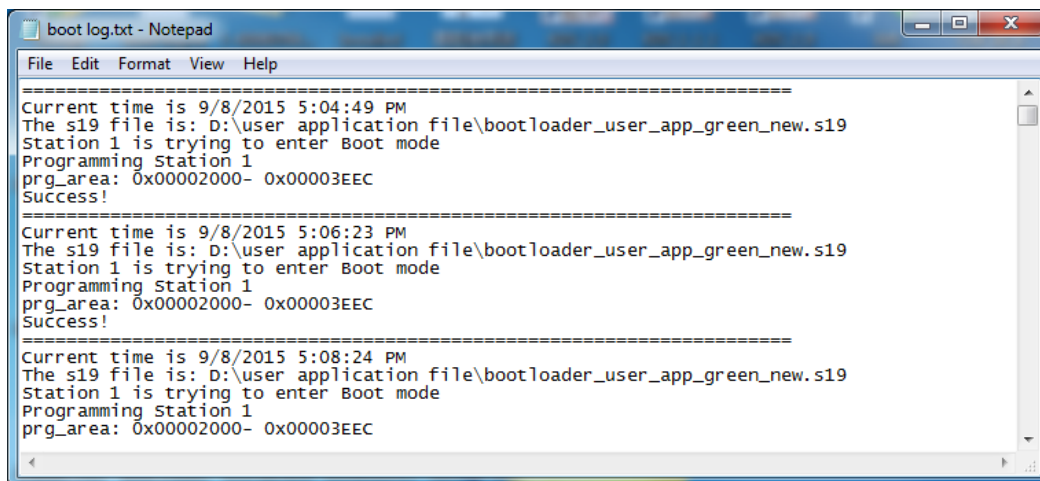 boot log.txt - Notepad
File Edit Format View Help
======================================================================
Current time is 9/8/2015 5:04:49 PM
The s19 file is: D:\user application file\bootloader_user_app_green_new.s19
Station 1 is trying to enter Boot mode
Programming Station 1
prg_area: 0x00002000- 0x00003EEC
Success!
======================================================================
Current time is 9/8/2015 5:06:23 PM
The s19 file is: D:\user application file\bootloader_user_app_green_new.s19
Station 1 is trying to enter Boot mode
Programming Station 1
prg_area: 0x00002000- 0x00003EEC
Success!
======================================================================
Current time is 9/8/2015 5:08:24 PM
The s19 file is: D:\user application file\bootloader_user_app_green_new.s19
Station 1 is trying to enter Boot mode
Programming Station 1
prg_area: 0x00002000- 0x00003EEC